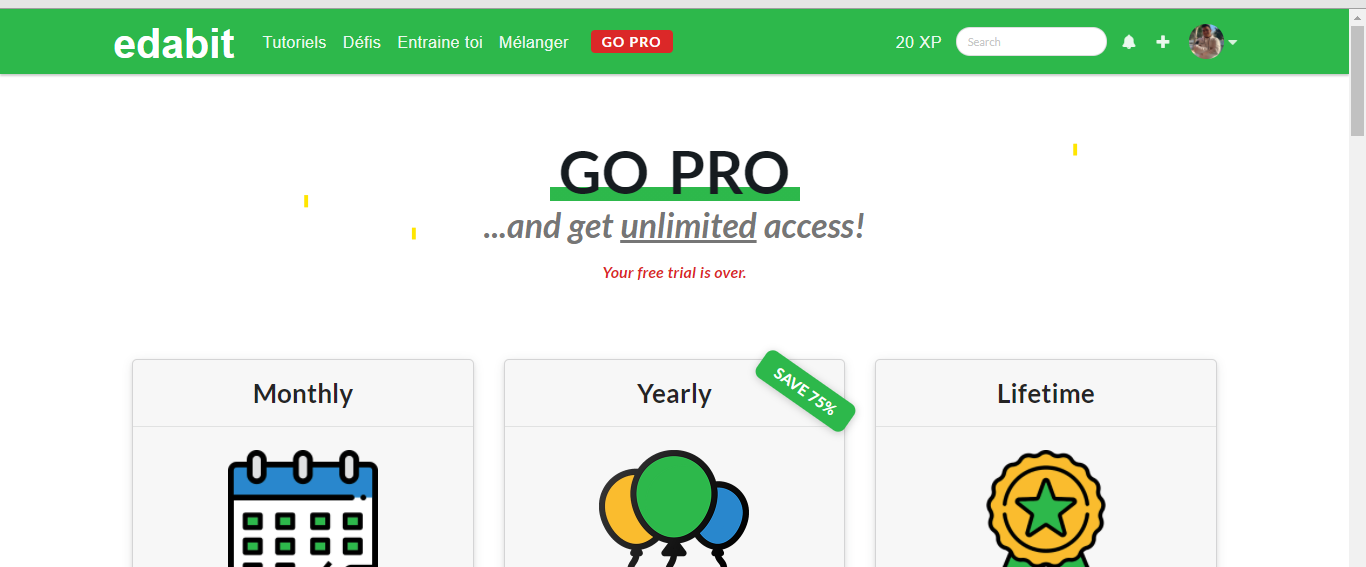 edabit Tutoriels Défis Entraine toi Mélanger GO PRO 20 XP Search
GO PRO
...and get unlimited access!
Your free trial is over.
Monthly
Yearly
SAVE 75%
Lifetime